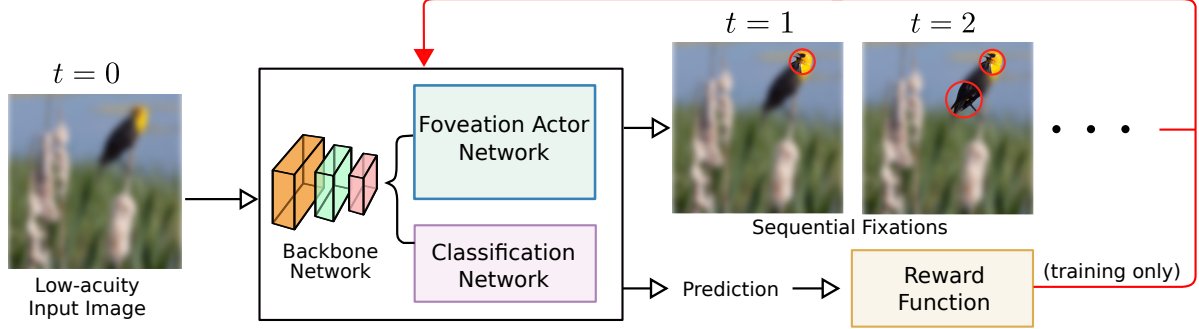 t = 0
Low-acuity
Input Image
Backbone
Network
Foveation Actor
Network
Classification
Network
t = 1
t = 2
Sequential Fixations
Prediction
Reward
Function
(training only)